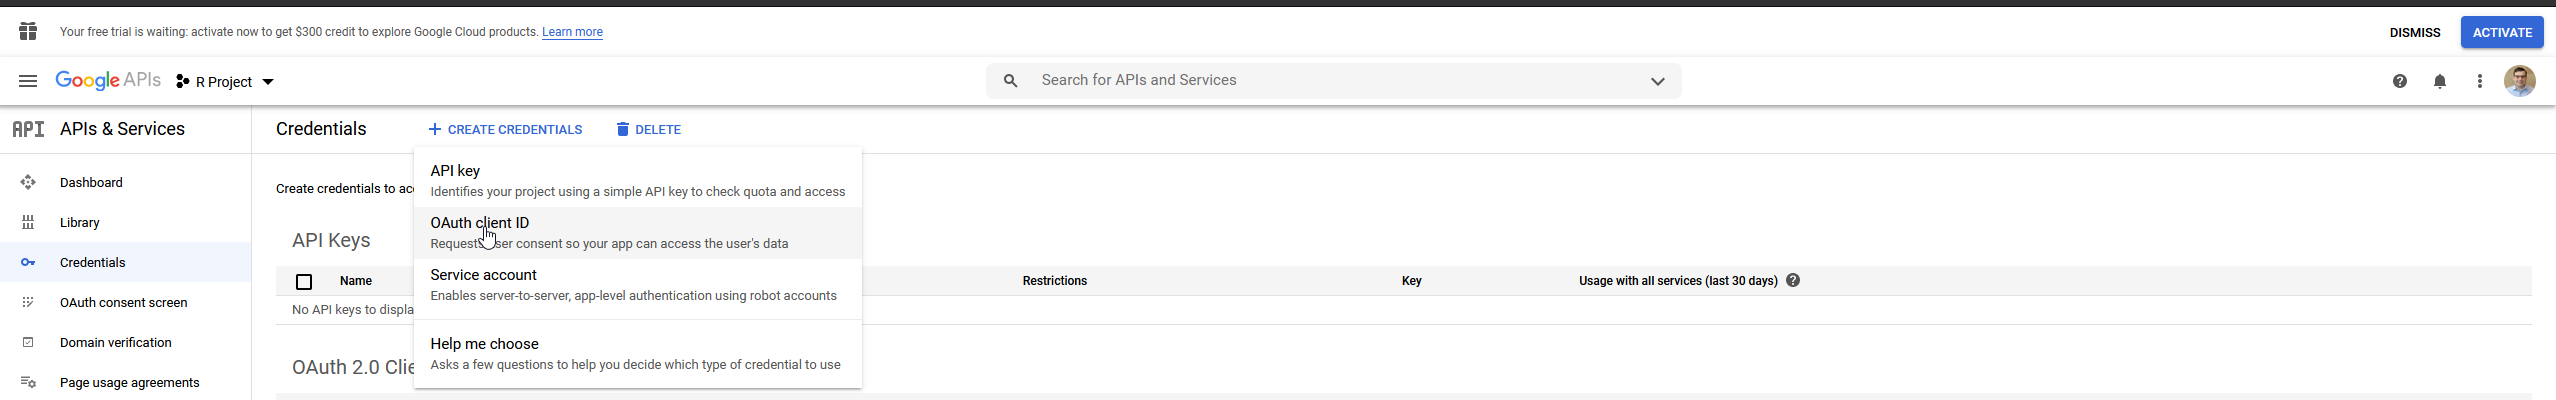 Your free trial is waiting: activate now to get $300 credit to explore Google Cloud products. Learn more
DISMISS
ACTIVATE
Google APIs
R Project
Search for APIs and Services
API
APIs & Services
Credentials
CREATE CREDENTIALS
DELETE
Dashboard
Library
Credentials
OAuth consent screen
Domain verification
Page usage agreements
Create credentials to acc
API key
Identifies your project using a simple API key to check quota and access
OAuth client ID
Requests user consent so your app can access the user's data
Service account
Enables server-to-server, app-level authentication using robot accounts
Help me choose
Asks a few questions to help you decide which type of credential to use
API Keys
Name
Restrictions
Key
Usage with all services (last 30 days)
No API keys to displa
OAuth 2.0 Clie